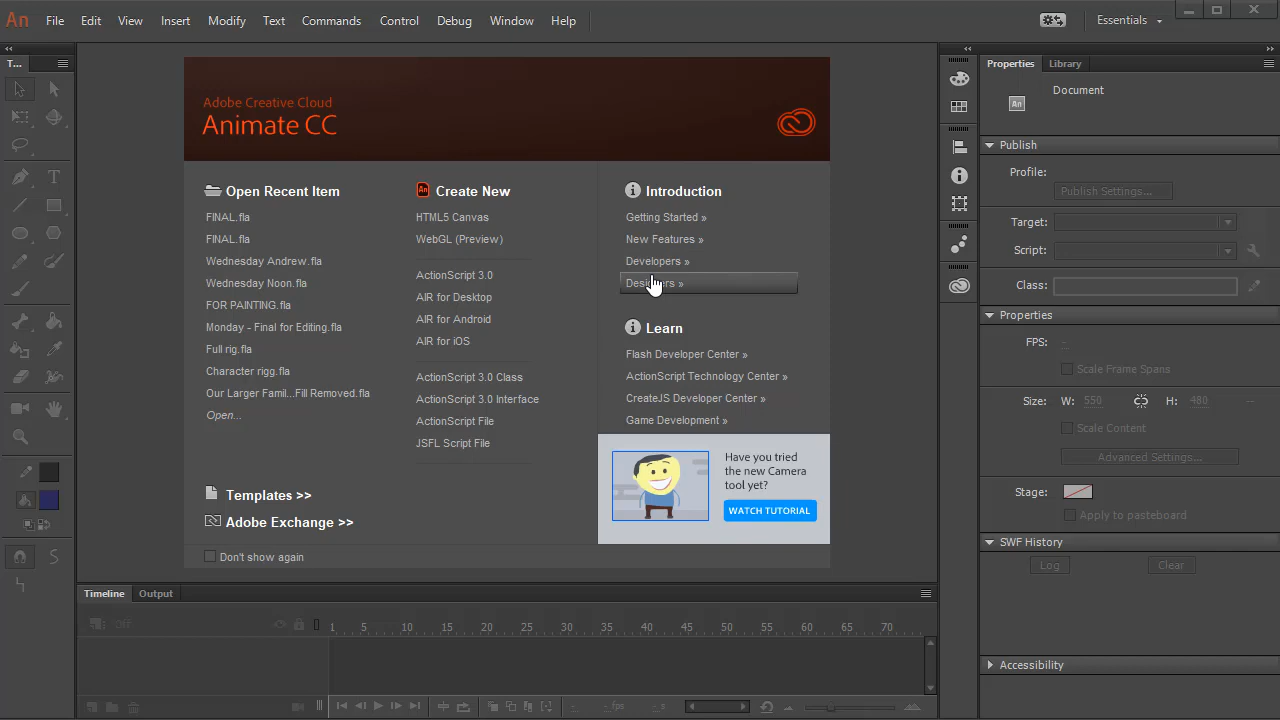 An File Edit View Insert Modify Text Commands Control Debug Window Help Essentials
T...
Properties Library
An Document
Publish
Profile:
Publish Settings...
Target:
Script:
Class:
Properties
FPS: -
Scale Frame Spans
Size: W: 550 H: 480 --
Scale Content
Advanced Settings...
Stage:
Apply to pasteboard
SWF History
Log Clear
Accessibility
Adobe Creative Cloud
Animate CC
Open Recent Item
FINAL.fla
FINAL.fla
Wednesday Andrew.fla
Wednesday Noon.fla
FOR PAINTING.fla
Monday - Final for Editing.fla
Full rig.fla
Character rigg.fla
Our Larger Famil...Fill Removed.fla
Open...
Templates >>
Adobe Exchange >>
Don't show again
An Create New
HTML5 Canvas
WebGL (Preview)
ActionScript 3.0
AIR for Desktop
AIR for Android
AIR for iOS
ActionScript 3.0 Class
ActionScript 3.0 Interface
ActionScript File
JSFL Script File
Introduction
Getting Started »
New Features »
Developers »
Designers »
Learn
Flash Developer Center »
ActionScript Technology Center »
CreateJS Developer Center »
Game Development »
Have you tried
the new Camera
tool yet?
WATCH TUTORIAL
Timeline Output
Off
1 5 10 15 20 25 30 35 40 45 50 55 60 65 70 75
-- --fps --s